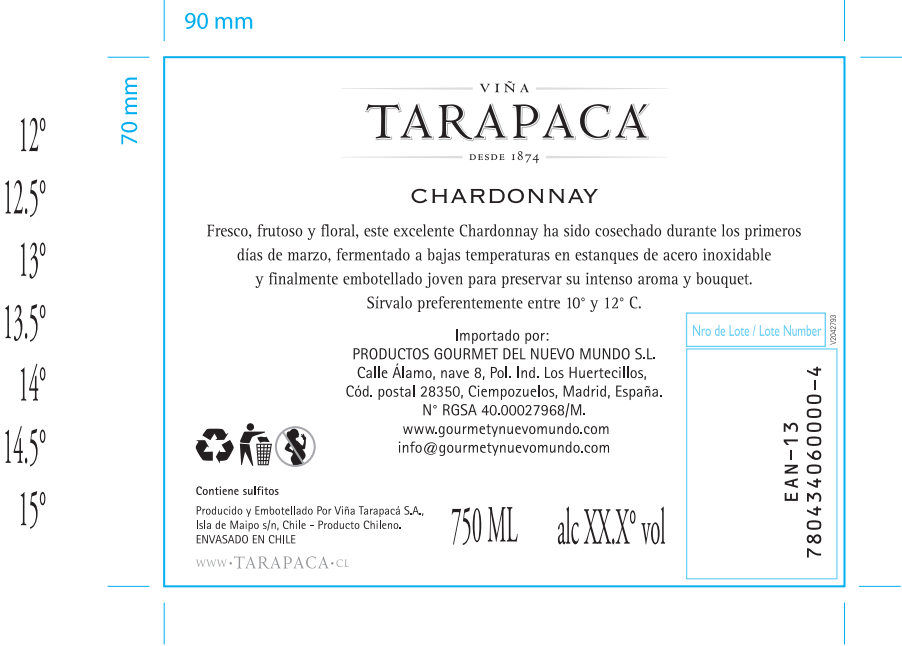 90 mm
70 mm
12º
12.5º
13º
13.5º
14º
14.5º
15º
VIÑA
TARAPACÁ
DESDE 1874
CHARDONNAY
Fresco, frutoso y floral, este excelente Chardonnay ha sido cosechado durante los primeros
días de marzo, fermentado a bajas temperaturas en estanques de acero inoxidable
y finalmente embotellado joven para preservar su intenso aroma y bouquet.
Sírvalo preferentemente entre 10° y 12° C.
Importado por:
PRODUCTOS GOURMET DEL NUEVO MUNDO S.L.
Calle Álamo, nave 8, Pol. Ind. Los Huertecillos,
Cód. postal 28350, Ciempozuelos, Madrid, España.
N° RGSA 40.00027968/M.
www.gourmetynuevomundo.com
info@gourmetynuevomundo.com
Nro de Lote / Lote Number
V2042793
EAN-13
780434060000-4
Contiene sulfitos
Producido y Embotellado Por Viña Tarapacá S.A.,
Isla de Maipo s/n, Chile - Producto Chileno.
ENVASADO EN CHILE
WWW·TARAPACA·CL
750 ML
alc XX.Xº vol